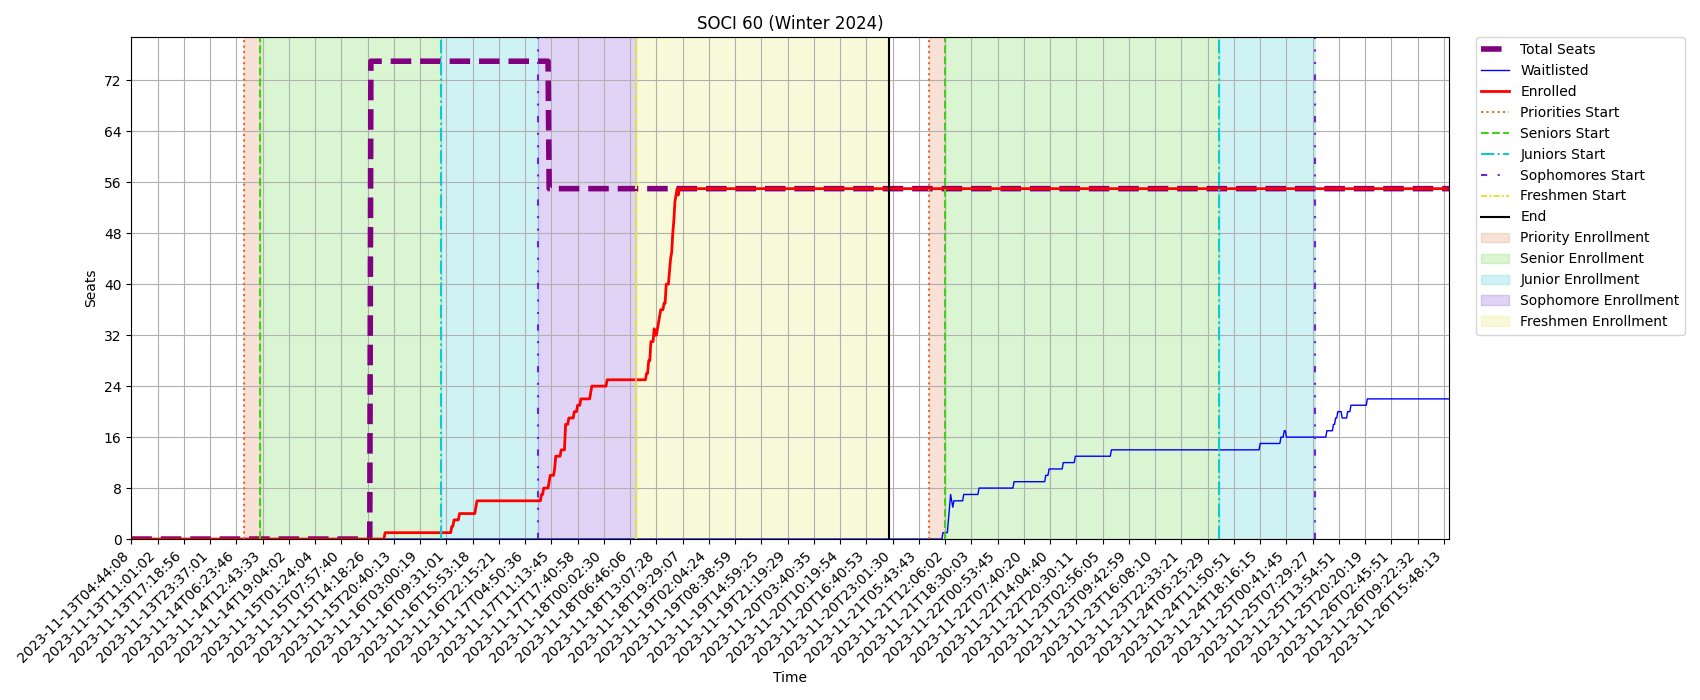 SOCI 60 (Winter 2024)
72
64
56
48
40
32
24
16
8
0
Seats
2023-11-13T04:44:08
2023-11-13T11:01:02
2023-11-13T17:18:56
2023-11-13T23:37:01
2023-11-14T06:23:46
2023-11-14T12:43:33
2023-11-14T19:04:02
2023-11-15T01:24:04
2023-11-15T07:57:40
2023-11-15T14:18:26
2023-11-15T20:40:13
2023-11-16T03:00:19
2023-11-16T09:31:01
2023-11-16T15:53:18
2023-11-16T22:15:21
2023-11-17T04:50:36
2023-11-17T11:13:45
2023-11-17T17:40:58
2023-11-18T00:02:30
2023-11-18T06:46:06
2023-11-18T13:07:28
2023-11-18T19:29:07
2023-11-19T02:04:24
2023-11-19T08:38:59
2023-11-19T14:59:25
2023-11-19T21:19:29
2023-11-20T03:40:35
2023-11-20T10:19:54
2023-11-20T16:40:53
2023-11-20T23:01:30
2023-11-21T05:43:43
2023-11-21T12:06:02
2023-11-21T18:30:03
2023-11-22T00:53:45
2023-11-22T07:40:20
2023-11-22T14:04:40
2023-11-22T20:30:11
2023-11-23T02:56:05
2023-11-23T09:42:59
2023-11-23T16:08:10
2023-11-23T22:33:21
2023-11-24T05:25:29
2023-11-24T11:50:51
2023-11-24T18:16:15
2023-11-25T00:41:45
2023-11-25T07:29:27
2023-11-25T13:54:51
2023-11-25T20:20:19
2023-11-26T02:45:51
2023-11-26T09:22:32
2023-11-26T15:48:13
Time
Total Seats
Waitlisted
Enrolled
Priorities Start
Seniors Start
Juniors Start
Sophomores Start
Freshmen Start
End
Priority Enrollment
Senior Enrollment
Junior Enrollment
Sophomore Enrollment
Freshmen Enrollment